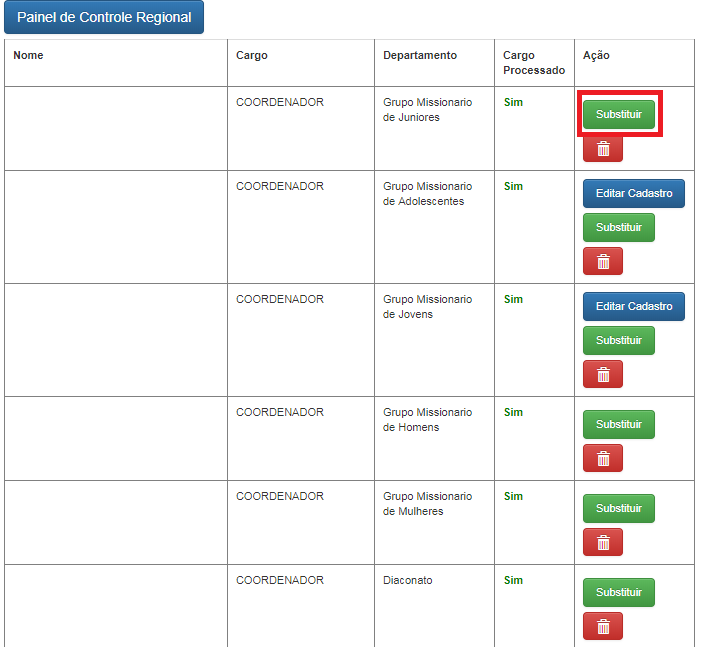 Painel de Controle Regional
Nome Cargo Departamento Cargo Processado Ação
COORDENADOR Grupo Missionario de Juniores Sim Substituir
COORDENADOR Grupo Missionario de Adolescentes Sim Editar Cadastro
Substituir
COORDENADOR Grupo Missionario de Jovens Sim Editar Cadastro
Substituir
COORDENADOR Grupo Missionario de Homens Sim Substituir
COORDENADOR Grupo Missionario de Mulheres Sim Substituir
COORDENADOR Diaconato Sim Substituir